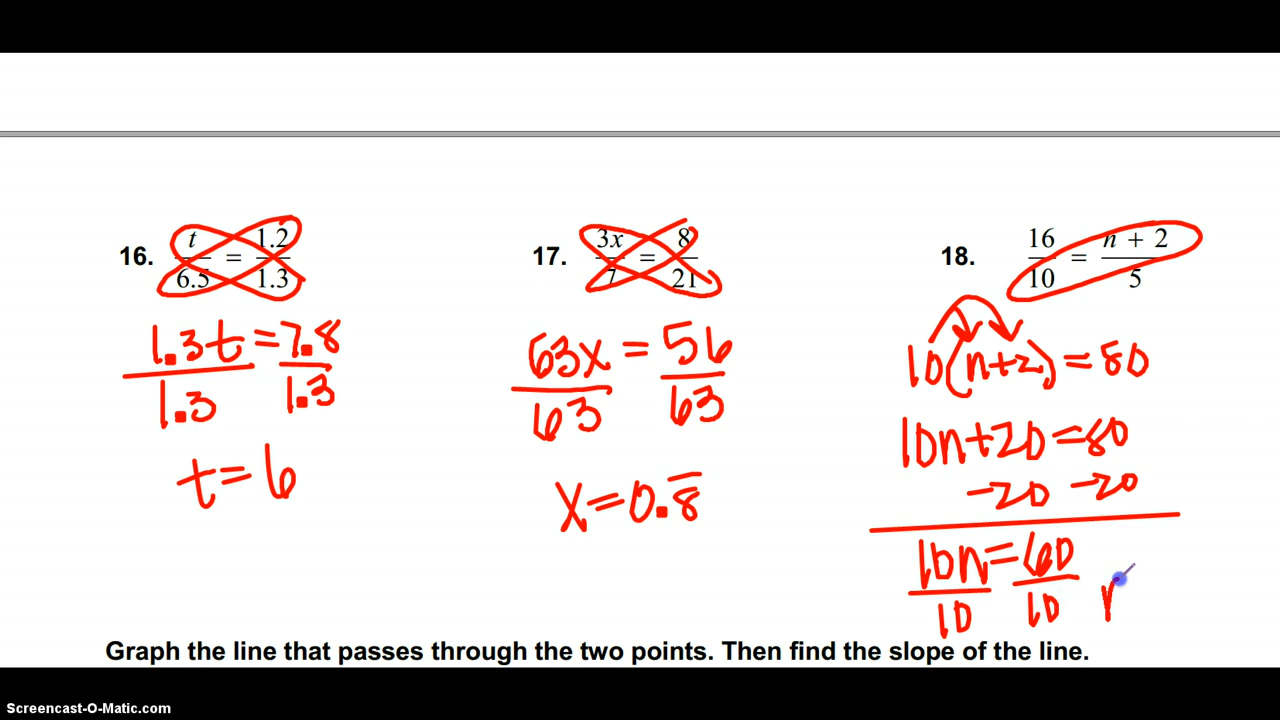 16. t/6.5 = 1.2/1.3
1.3t = 7.8
1.3 1.3
t = 6
17. 3x/7 = 8/21
63x = 56
63 63
x = 0.8̅
18. 16/10 = n + 2/5
10(n+2) = 80
10n+20 = 80
-20 -20
10n = 60
10 10
Graph the line that passes through the two points. Then find the slope of the line.
Screencast-O-Matic.com